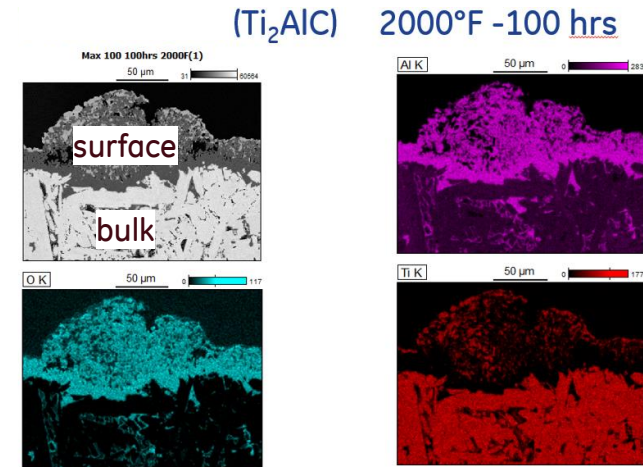 (Ti₂AlC) 2000°F -100 hrs
Max 100 100hrs 2000F(1)
50 µm 31 60564
surface
bulk
Al K 50 µm 0 283
O K 50 µm 0 117
Ti K 50 µm 0 177